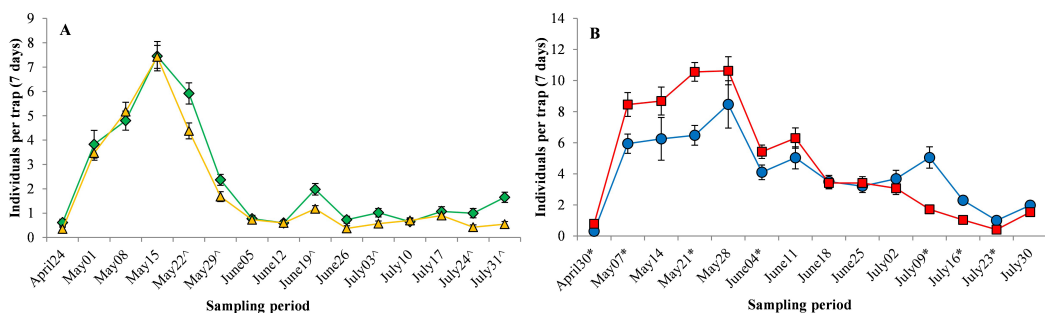 A
Individuals per trap (7 days)
9
8
7
6
5
4
3
2
1
0
April24
May01
May08
May15
May22^
May29^
June05
June12
June19^
June26
July03^
July10
July17
July24^
July31^
Sampling period
B
Individuals per trap (7 days)
14
12
10
8
6
4
2
0
April30*
May07*
May14
May21*
May28
June04*
June11
June18
June25
July02
July09*
July16*
July23*
July30
Sampling period